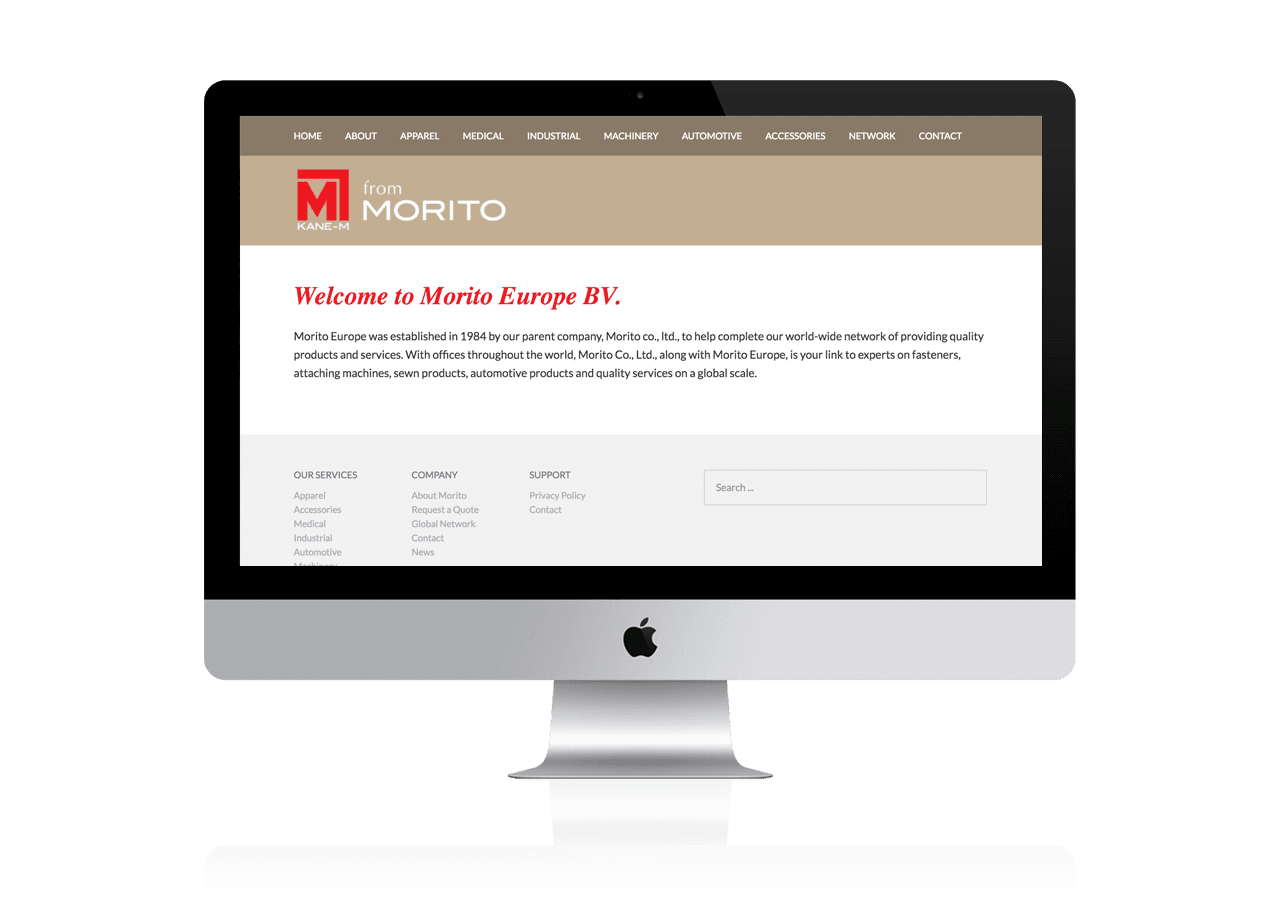 HOME ABOUT APPAREL MEDICAL INDUSTRIAL MACHINERY AUTOMOTIVE ACCESSORIES NETWORK CONTACT
M
KANE-M
from
MORITO
Welcome to Morito Europe BV.
Morito Europe was established in 1984 by our parent company, Morito co., ltd., to help complete our world-wide network of providing quality
products and services. With offices throughout the world, Morito Co., Ltd., along with Morito Europe, is your link to experts on fasteners,
attaching machines, sewn products, automotive products and quality services on a global scale.
OUR SERVICES
Apparel
Accessories
Medical
Industrial
Automotive
Machinery
COMPANY
About Morito
Request a Quote
Global Network
Contact
News
SUPPORT
Privacy Policy
Contact
Search ...